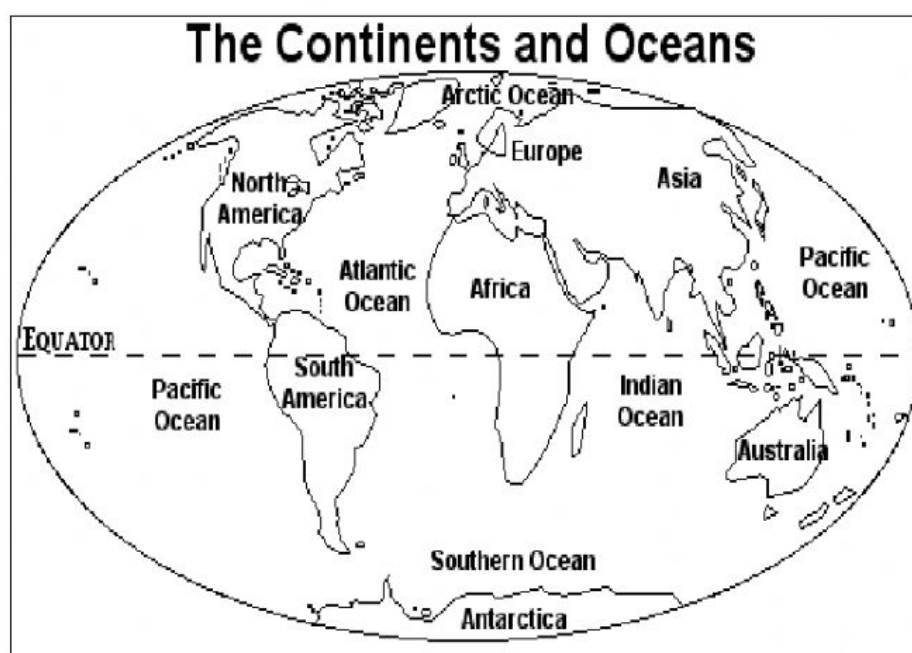 The Continents and Oceans
Arctic Ocean
Europe
Asia
North
America
Atlantic
Ocean
Africa
Pacific
Ocean
EQUATOR
South
America
Pacific
Ocean
Indian
Ocean
Australia
Southern Ocean
Antarctica